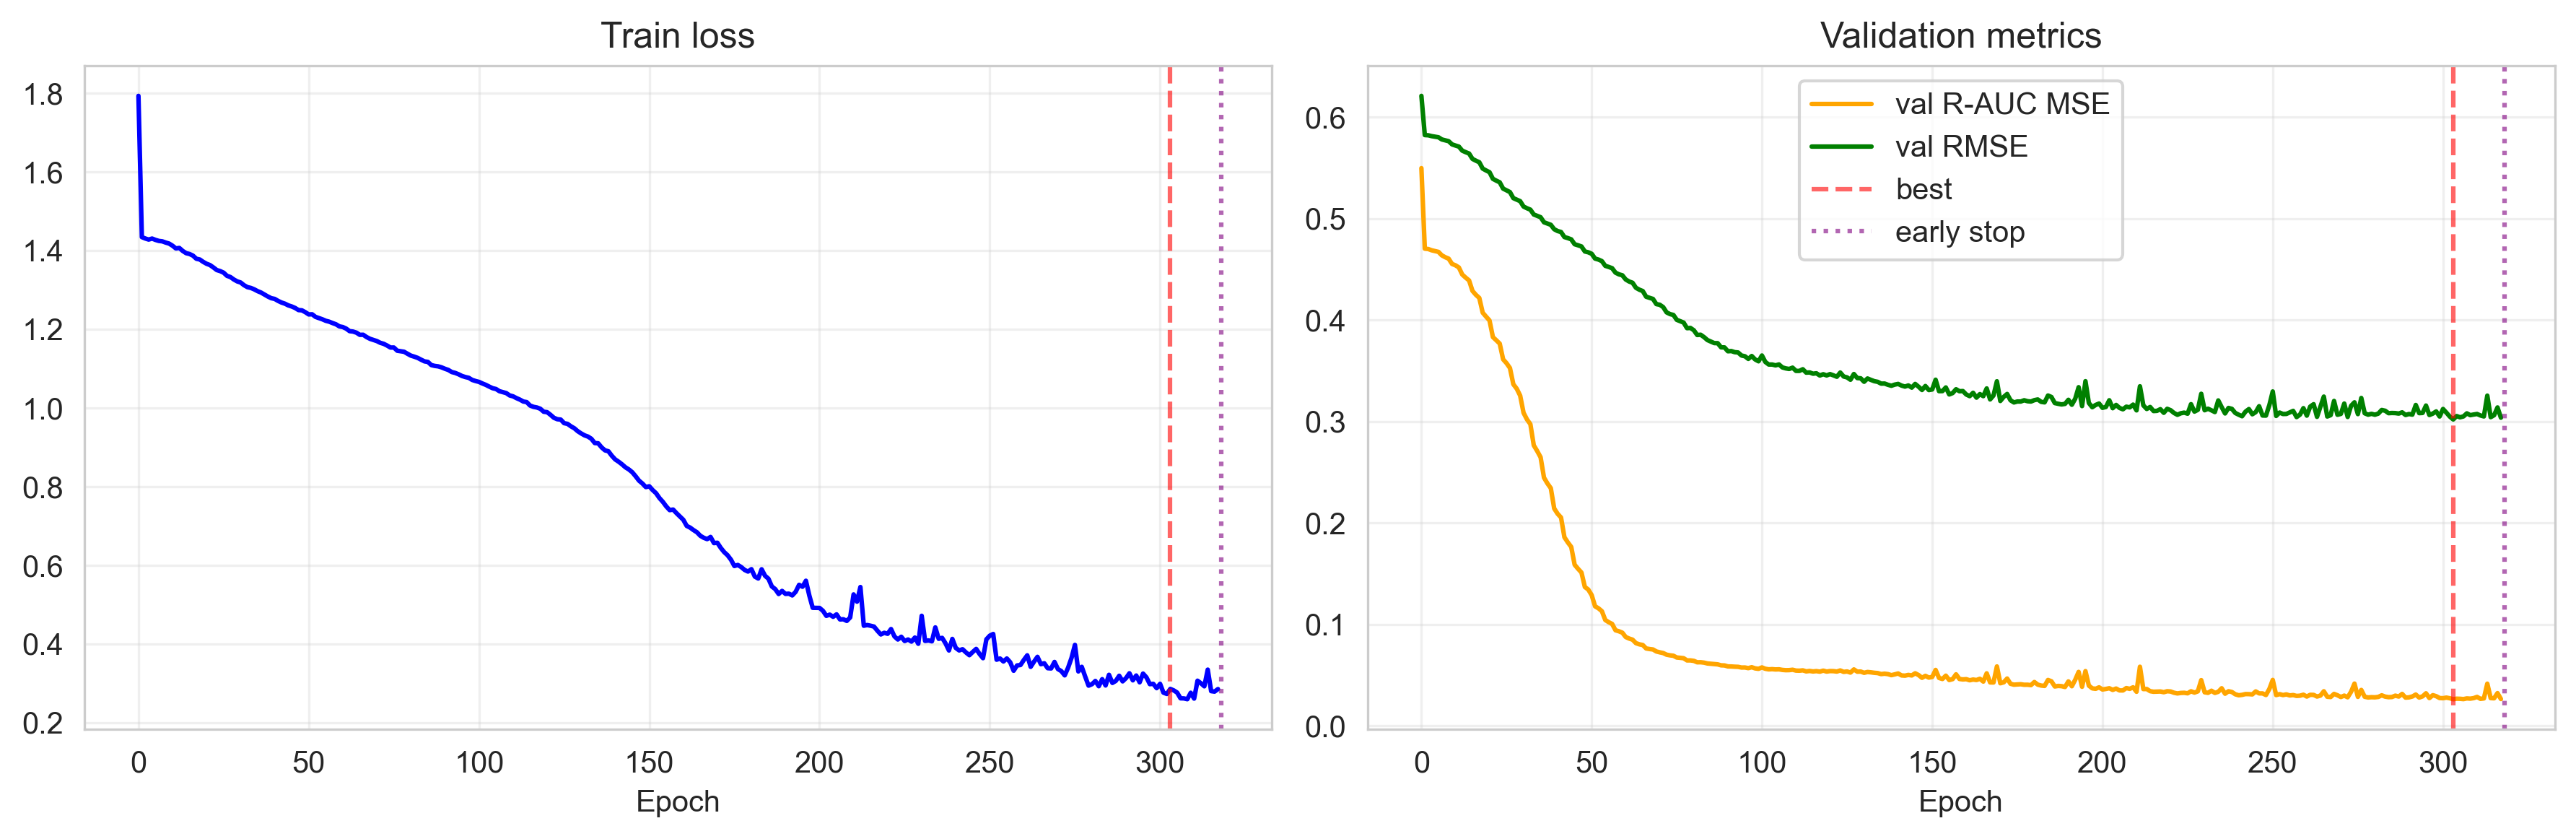 Train loss
1.8
1.6
1.4
1.2
1.0
0.8
0.6
0.4
0.2
0 50 100 150 200 250 300
Epoch
Validation metrics
val R-AUC MSE
val RMSE
best
early stop
0.6
0.5
0.4
0.3
0.2
0.1
0.0
0 50 100 150 200 250 300
Epoch